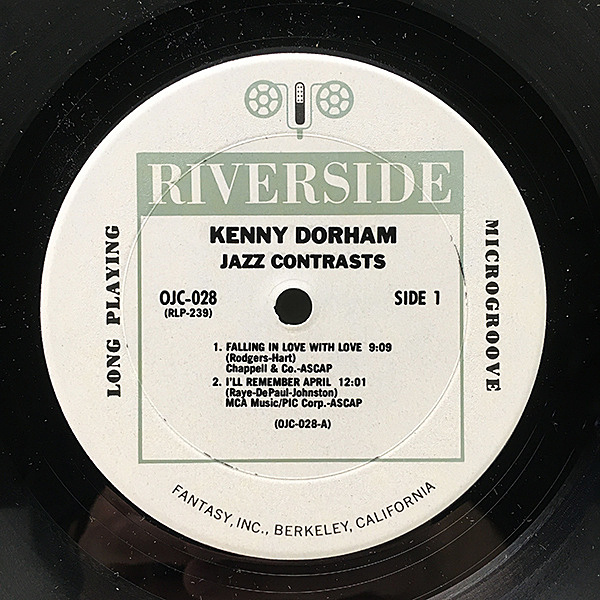 RIVERSIDE
KENNY DORHAM
JAZZ CONTRASTS
OJC-028
(RLP-239)
SIDE 1
LONG PLAYING
MICROGROOVE
1. FALLING IN LOVE WITH LOVE 9:09
(Rodgers-Hart)
Chappell & Co.-ASCAP
2. I'LL REMEMBER APRIL 12:01
(Raye-DePaul-Johnston)
MCA Music/PIC Corp.-ASCAP
(OJC-028-A)
FANTASY, INC., BERKELEY, CALIFORNIA